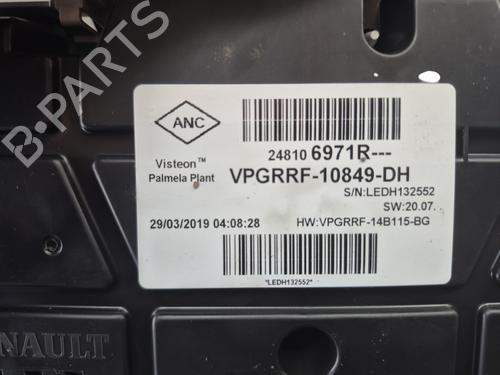 B-PARTS
ANC
Visteon™
Palmela Plant
24810 6971R---
VPGRRF-10849-DH
S/N:LEDH132552
SW:20.07.
29/03/2019 04:08:28
HW:VPGRRF-14B115-BG
*LEDH132552*
ENAULT